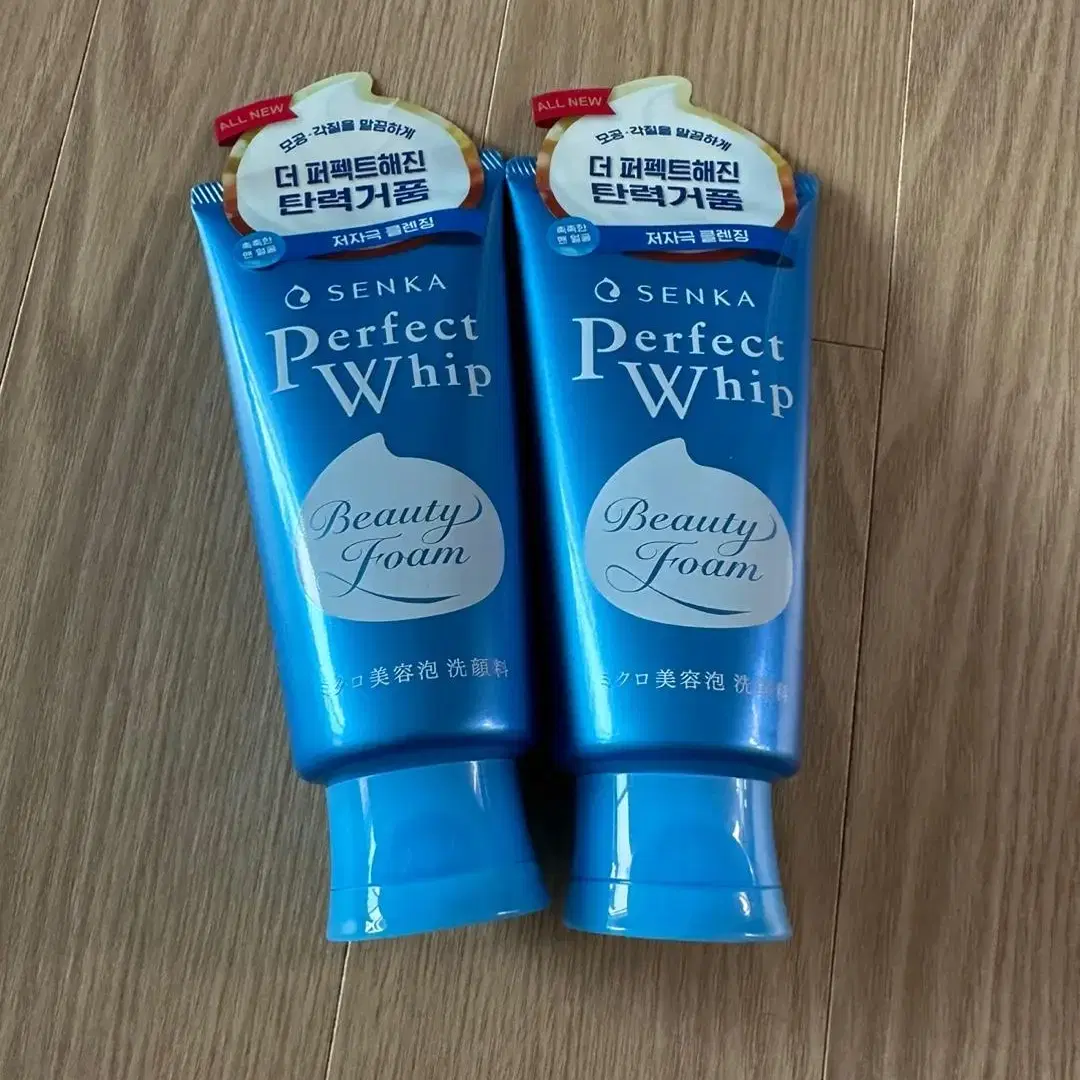 ALL NEW
모공·각질을 말끔하게
더 퍼펙트해진
탄력거품
저자극 클렌징
촉촉한
맨 얼굴
SENKA
Perfect
Whip
Beauty
Foam
ミクロ美容泡 洗顔料
ALL NEW
모공·각질을 말끔하게
더 퍼펙트해진
탄력거품
저자극 클렌징
촉촉한
맨 얼굴
SENKA
Perfect
Whip
Beauty
Foam
ミクロ美容泡 洗顔料